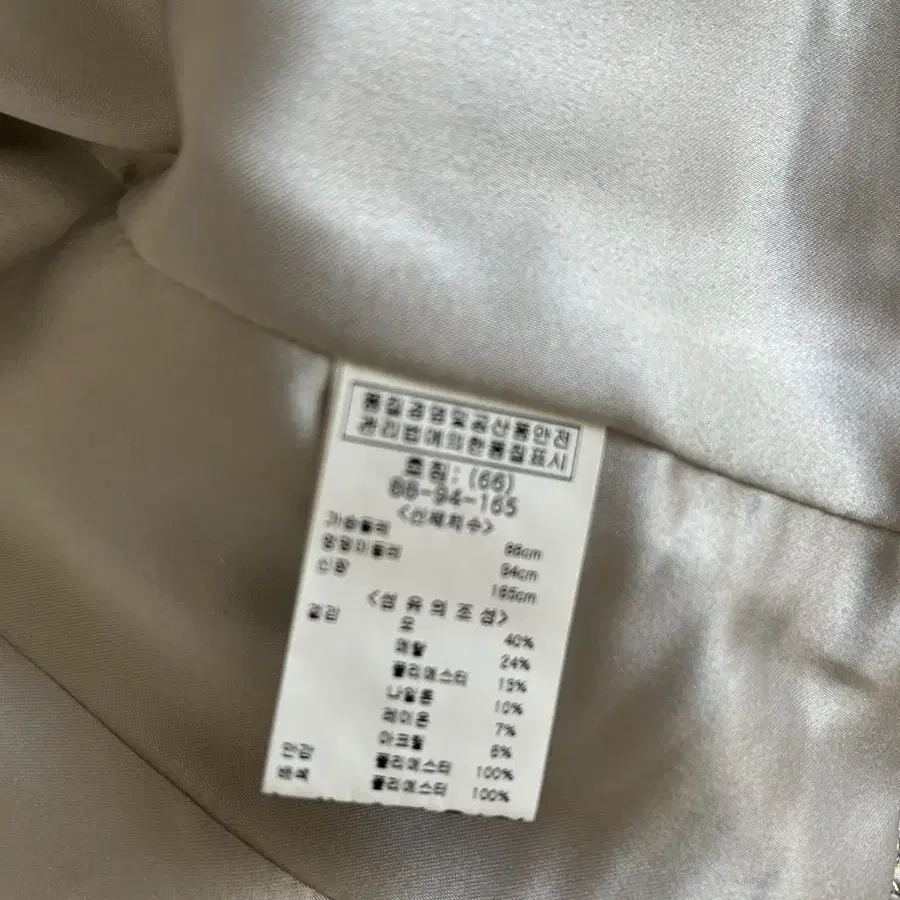 품질경영및공산품안전
관리법에의한품질표시
호칭: (66)
88-94-165
<신체치수>
가슴둘레 88cm
엉덩이둘레 94cm
신장 165cm
<섬유의조성>
겉감 모 40%
메탈 24%
폴리에스터 13%
나일론 10%
레이온 7%
아크릴 6%
안감 폴리에스터 100%
배색 폴리에스터 100%